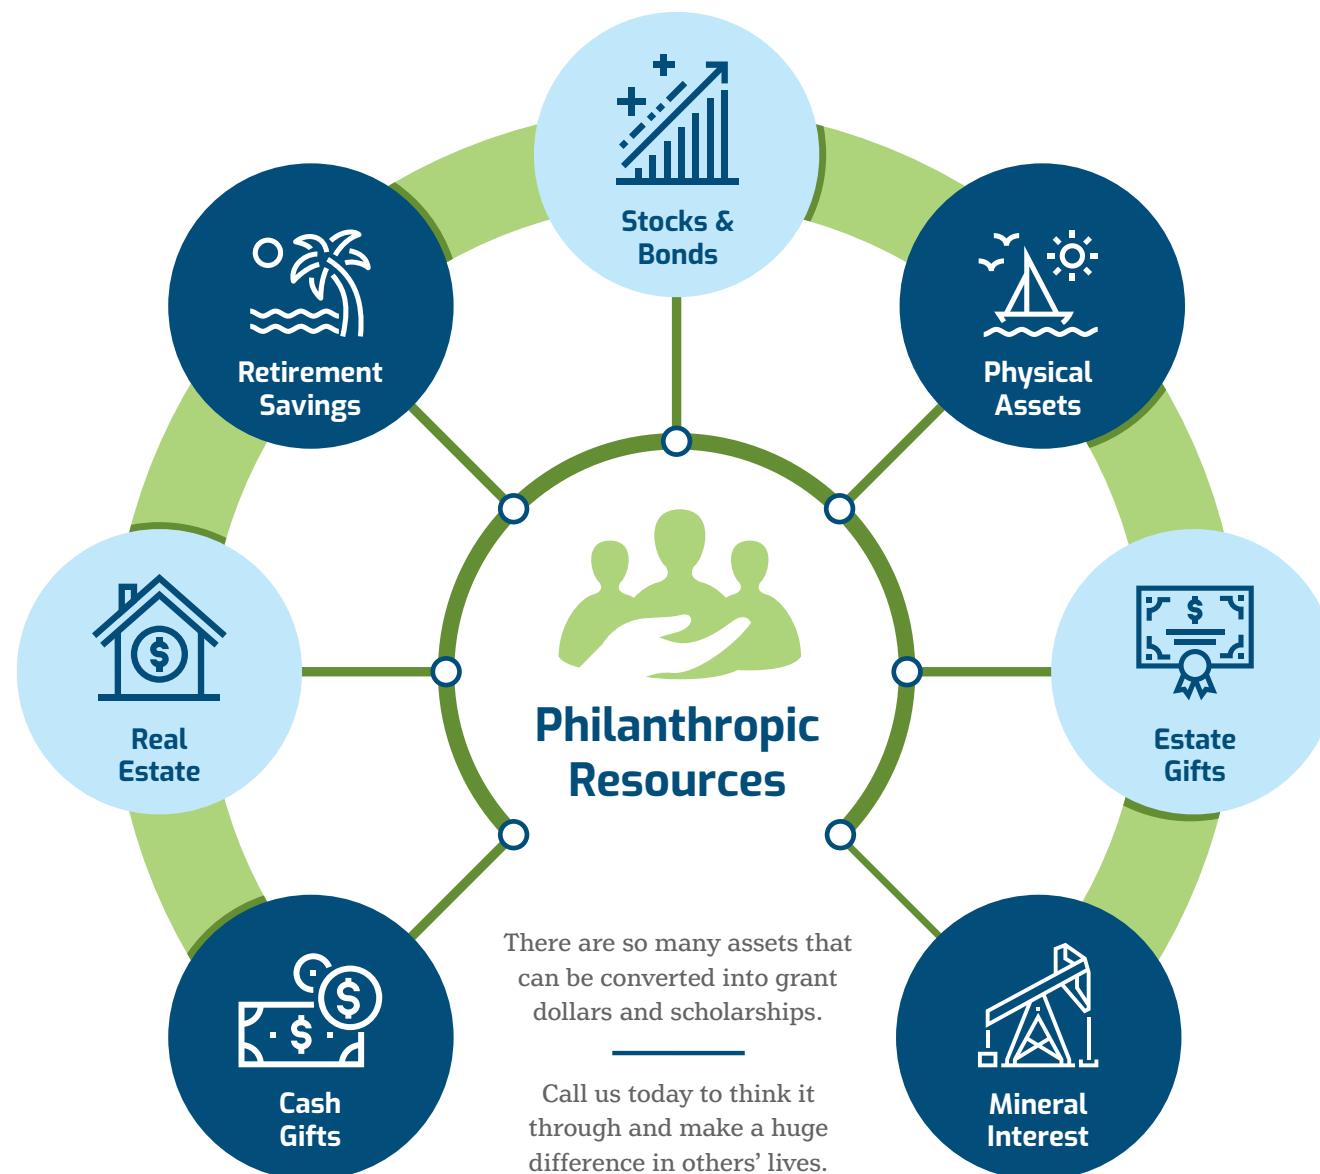 Stocks &
Bonds
Retirement
Savings
Physical
Assets
Philanthropic
Resources
Real
Estate
Estate
Gifts
There are so many assets that
can be converted into grant
dollars and scholarships.
Call us today to think it
through and make a huge
difference in others’ lives.
Cash
Gifts
Mineral
Interest